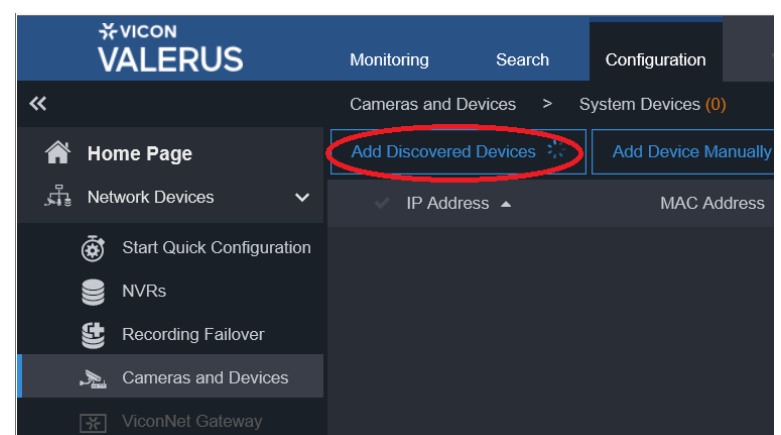 VICON
VALERUS
Monitoring Search Configuration
Cameras and Devices > System Devices (0)
Home Page
Network Devices
Start Quick Configuration
NVRs
Recording Failover
Cameras and Devices
ViconNet Gateway
Add Discovered Devices Add Device Manually
IP Address MAC Address